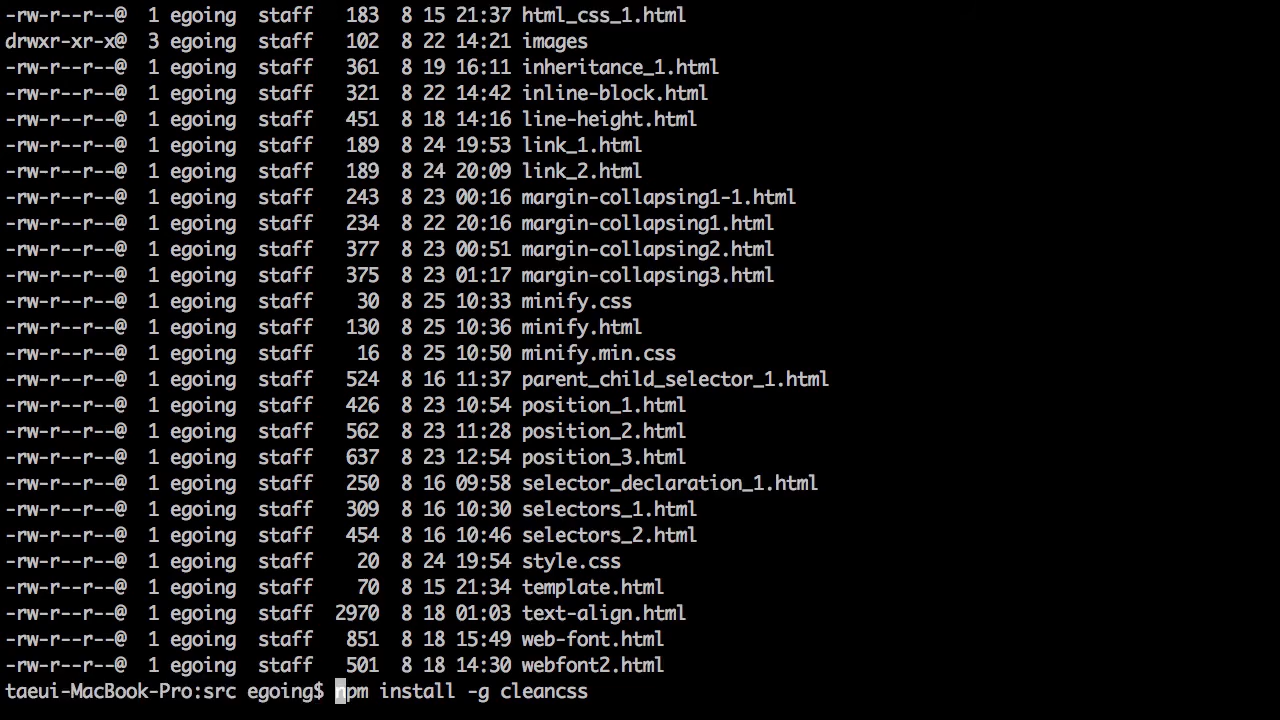 -rw-r--r--@  1 egoing  staff   183  8 15 21:37 html_css_1.html
drwxr-xr-x@  3 egoing  staff   102  8 22 14:21 images
-rw-r--r--@  1 egoing  staff   361  8 19 16:11 inheritance_1.html
-rw-r--r--@  1 egoing  staff   321  8 22 14:42 inline-block.html
-rw-r--r--@  1 egoing  staff   451  8 18 14:16 line-height.html
-rw-r--r--@  1 egoing  staff   189  8 24 19:53 link_1.html
-rw-r--r--@  1 egoing  staff   189  8 24 20:09 link_2.html
-rw-r--r--@  1 egoing  staff   243  8 23 00:16 margin-collapsing1-1.html
-rw-r--r--@  1 egoing  staff   234  8 22 20:16 margin-collapsing1.html
-rw-r--r--@  1 egoing  staff   377  8 23 00:51 margin-collapsing2.html
-rw-r--r--@  1 egoing  staff   375  8 23 01:17 margin-collapsing3.html
-rw-r--r--@  1 egoing  staff    30  8 25 10:33 minify.css
-rw-r--r--@  1 egoing  staff   130  8 25 10:36 minify.html
-rw-r--r--@  1 egoing  staff    16  8 25 10:50 minify.min.css
-rw-r--r--@  1 egoing  staff   524  8 16 11:37 parent_child_selector_1.html
-rw-r--r--@  1 egoing  staff   426  8 23 10:54 position_1.html
-rw-r--r--@  1 egoing  staff   562  8 23 11:28 position_2.html
-rw-r--r--@  1 egoing  staff   637  8 23 12:54 position_3.html
-rw-r--r--@  1 egoing  staff   250  8 16 09:58 selector_declaration_1.html
-rw-r--r--@  1 egoing  staff   309  8 16 10:30 selectors_1.html
-rw-r--r--@  1 egoing  staff   454  8 16 10:46 selectors_2.html
-rw-r--r--@  1 egoing  staff    20  8 24 19:54 style.css
-rw-r--r--@  1 egoing  staff    70  8 15 21:34 template.html
-rw-r--r--@  1 egoing  staff  2970  8 18 01:03 text-align.html
-rw-r--r--@  1 egoing  staff   851  8 18 15:49 web-font.html
-rw-r--r--@  1 egoing  staff   501  8 18 14:30 webfont2.html
taeui-MacBook-Pro:src egoing$ npm install -g cleancss